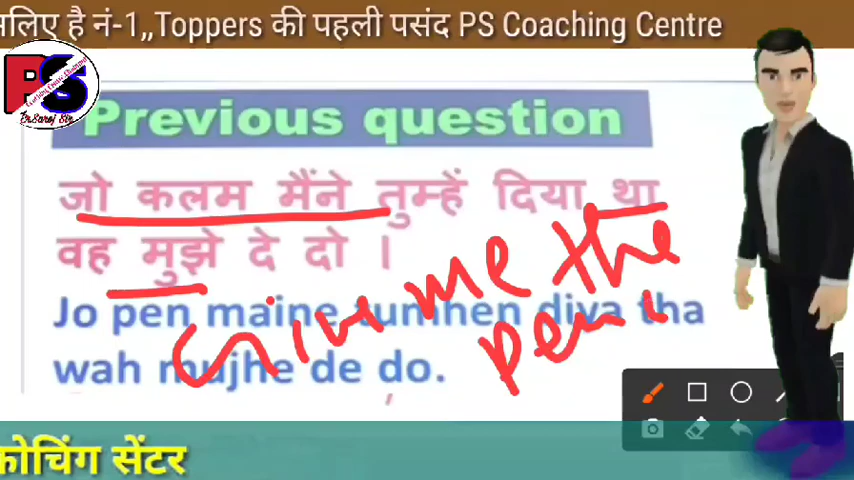 लिए है नं-1,,Toppers की पहली पसंद PS Coaching Centre
PS
Previous question
जो कलम मैंने तुम्हें दिया था
वह मुझे दे दो ।
Give me the
pen
Jo pen maine tumhen diya tha
wah mujhe de do.
कोचिंग सेंटर